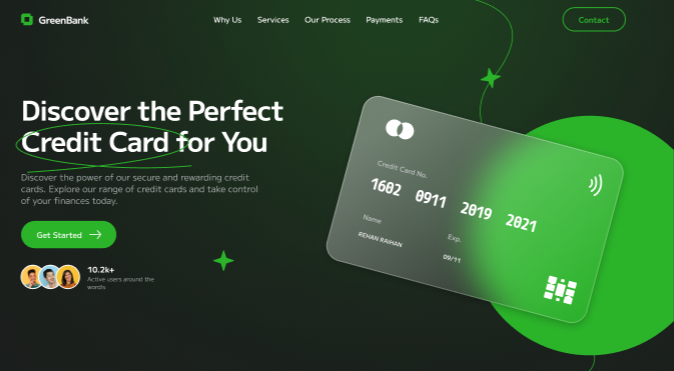 GreenBank
Why Us Services Our Process Payments FAQs
Contact
Discover the Perfect
Credit Card for You
Discover the power of our secure and rewarding credit
cards. Explore our range of credit cards and take control
of your finances today.
Get Started
10.2k+
Active users around the
words
Credit Card No.
1602 0911 2019 2021
Name
Exp.
REHAN RAIHAN
09/11